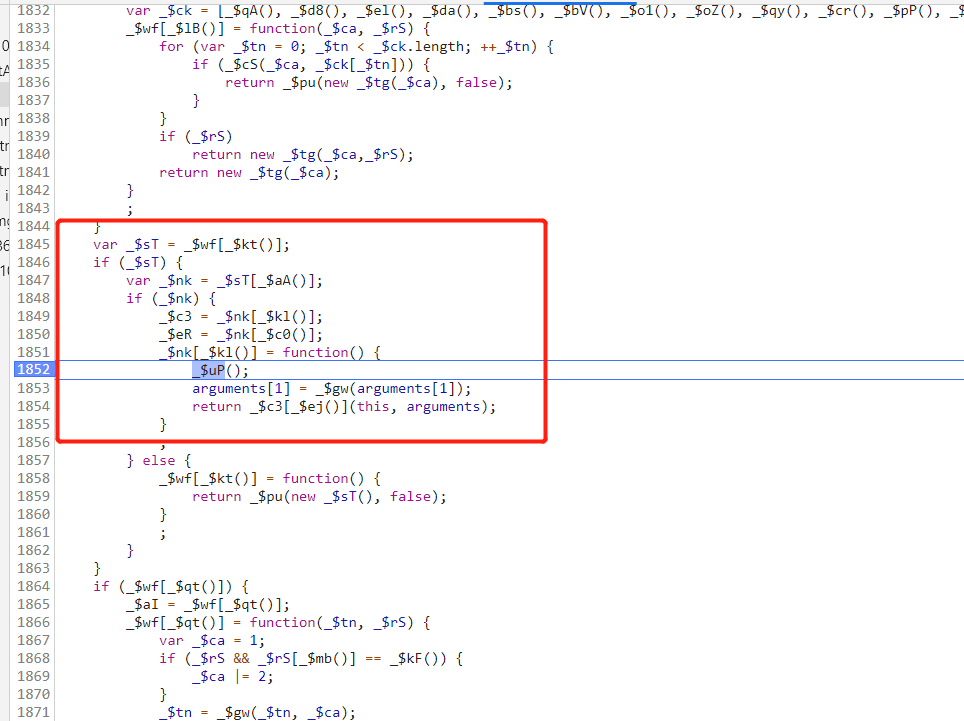 1832 var _$ck = [_$qA(), _$d8(), _$el(), _$da(), _$bs(), _$bV(), _$o1(), _$oZ(), _$qy(), _$cr(), _$pP(), _$
1833 _$wf[_$lB()] = function(_$ca, _$rS) {
1834 for (var _$tn = 0; _$tn < _$ck.length; ++_$tn) {
1835 if (_$cS(_$ca, _$ck[_$tn])) {
1836 return _$pu(new _$tg(_$ca), false);
1837 }
1838 }
1839 if (_$rS)
1840 return new _$tg(_$ca,_$rS);
1841 return new _$tg(_$ca);
1842 }
1843 ;
1844 }
1845 var _$sT = _$wf[_$kt()];
1846 if (_$sT) {
1847 var _$nk = _$sT[_$aA()];
1848 if (_$nk) {
1849 _$c3 = _$nk[_$kl()];
1850 _$eR = _$nk[_$c0()];
1851 _$nk[_$kl()] = function() {
1852 _$uP();
1853 arguments[1] = _$gw(arguments[1]);
1854 return _$c3[_$ej()](this, arguments);
1855 }
1856 ;
1857 } else {
1858 _$wf[_$kt()] = function() {
1859 return _$pu(new _$sT(), false);
1860 }
1861 ;
1862 }
1863 }
1864 if (_$wf[_$qt()]) {
1865 _$aI = _$wf[_$qt()];
1866 _$wf[_$qt()] = function(_$tn, _$rS) {
1867 var _$ca = 1;
1868 if (_$rS && _$rS[_$mb()] == _$kF()) {
1869 _$ca |= 2;
1870 }
1871 _$tn = _$gw(_$tn, _$ca);